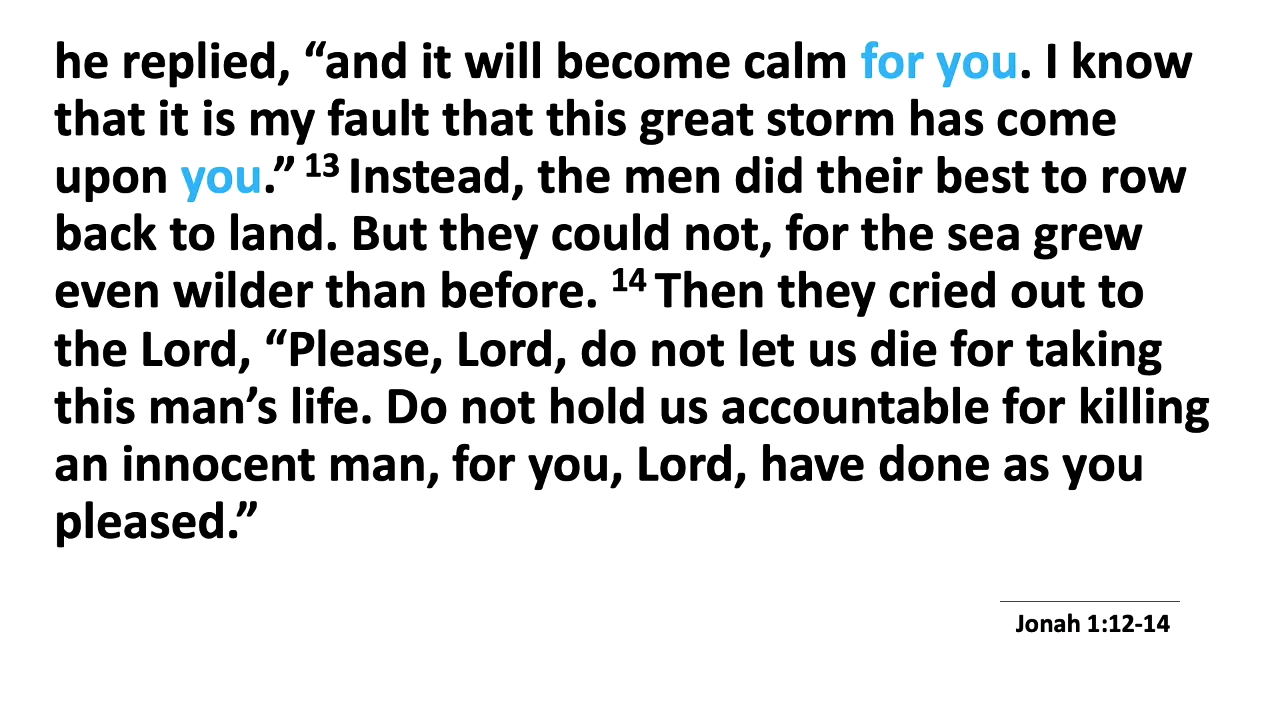 he replied, “and it will become calm for you. I know
that it is my fault that this great storm has come
upon you.” 13 Instead, the men did their best to row
back to land. But they could not, for the sea grew
even wilder than before. 14 Then they cried out to
the Lord, “Please, Lord, do not let us die for taking
this man’s life. Do not hold us accountable for killing
an innocent man, for you, Lord, have done as you
pleased.”
Jonah 1:12-14